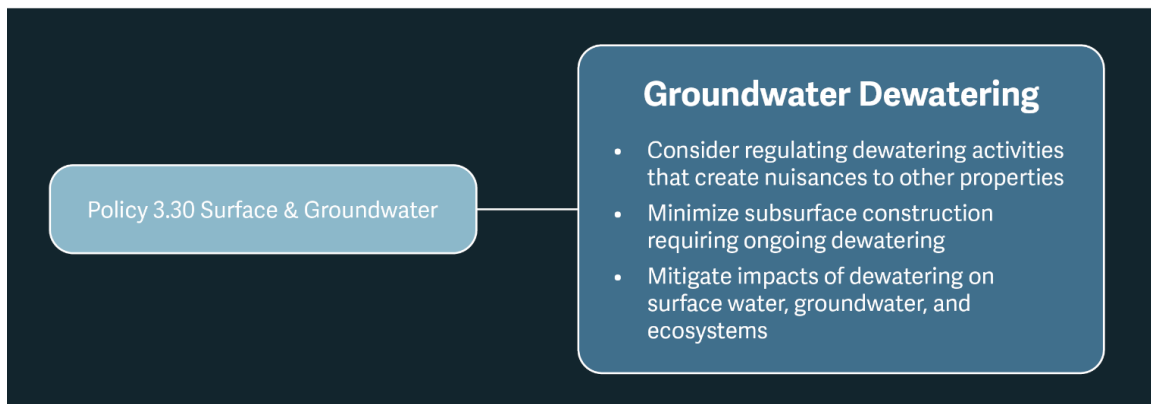 Policy 3.30 Surface & Groundwater
Groundwater Dewatering
• Consider regulating dewatering activities
that create nuisances to other properties
• Minimize subsurface construction
requiring ongoing dewatering
• Mitigate impacts of dewatering on
surface water, groundwater, and
ecosystems